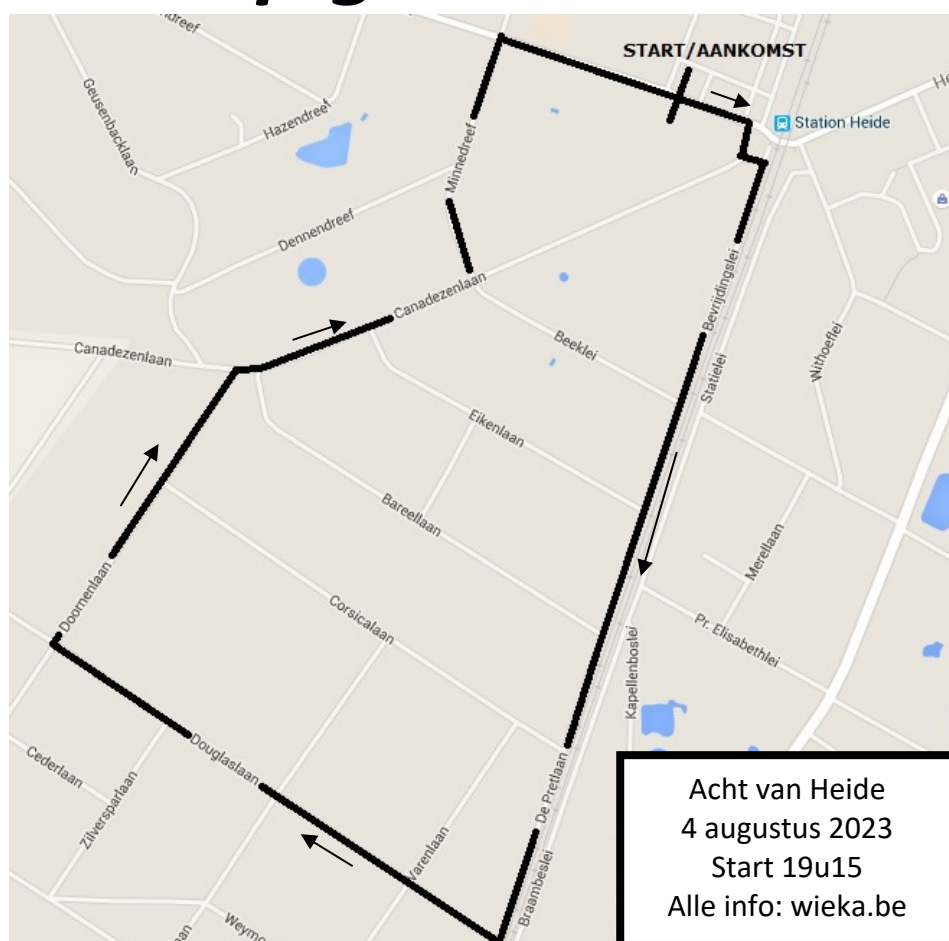 START/AANKOMST
Station Heide
Geusenbacklaan
Hazendreef
Minnedreef
Dennendreef
Canadezenlaan
Bevrijdingslei
Canadezenlaan
Beeklei
Statielei
Withoeflei
Eikenlaan
Bareellaan
Merellaan
Doornenlaan
Corsicalaan
Pr. Elisabethlei
Kapellenboslei
Douglaslaan
Cederlaan
De Pretlaan
Zilversparlaan
Varenlaan
Braambeslei
Acht van Heide
4 augustus 2023
Start 19u15
Alle info: wieka.be